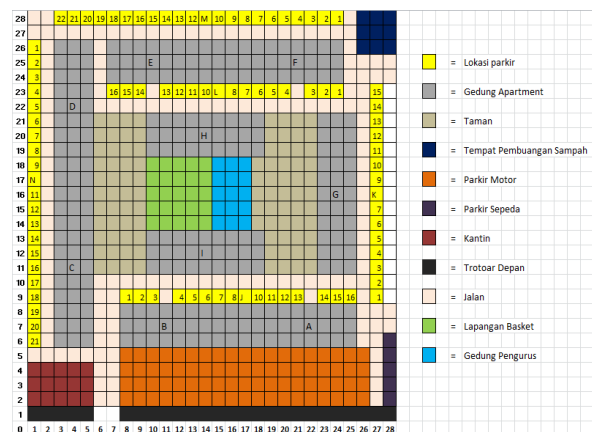 28 22 21 20 19 18 17 16 15 14 13 12 M 10 9 8 7 6 5 4 3 2 1
27
26 1
25 2 E F = Lokasi parkir
24 3
23 4 16 15 14 13 12 11 10 L 8 7 6 5 4 3 2 1 15 = Gedung Apartment
22 5 D 14
21 6 13 = Taman
20 7 H 12
19 8 11 = Tempat Pembuangan Sampah
18 9 10
17 N 9 = Parkir Motor
16 11 G K
15 12 7 = Parkir Sepeda
14 13 6
13 14 5 = Kantin
12 15 I 4
11 16 C 3 = Trotoar Depan
10 17 2
9 18 1 2 3 4 5 6 7 8 J 10 11 12 13 14 15 16 1 = Jalan
8 19
7 20 B A = Lapangan Basket
6 21
5 = Gedung Pengurus
4
3
2
1
0 1 2 3 4 5 6 7 8 9 10 11 12 13 14 15 16 17 18 19 20 21 22 23 24 25 26 27 28